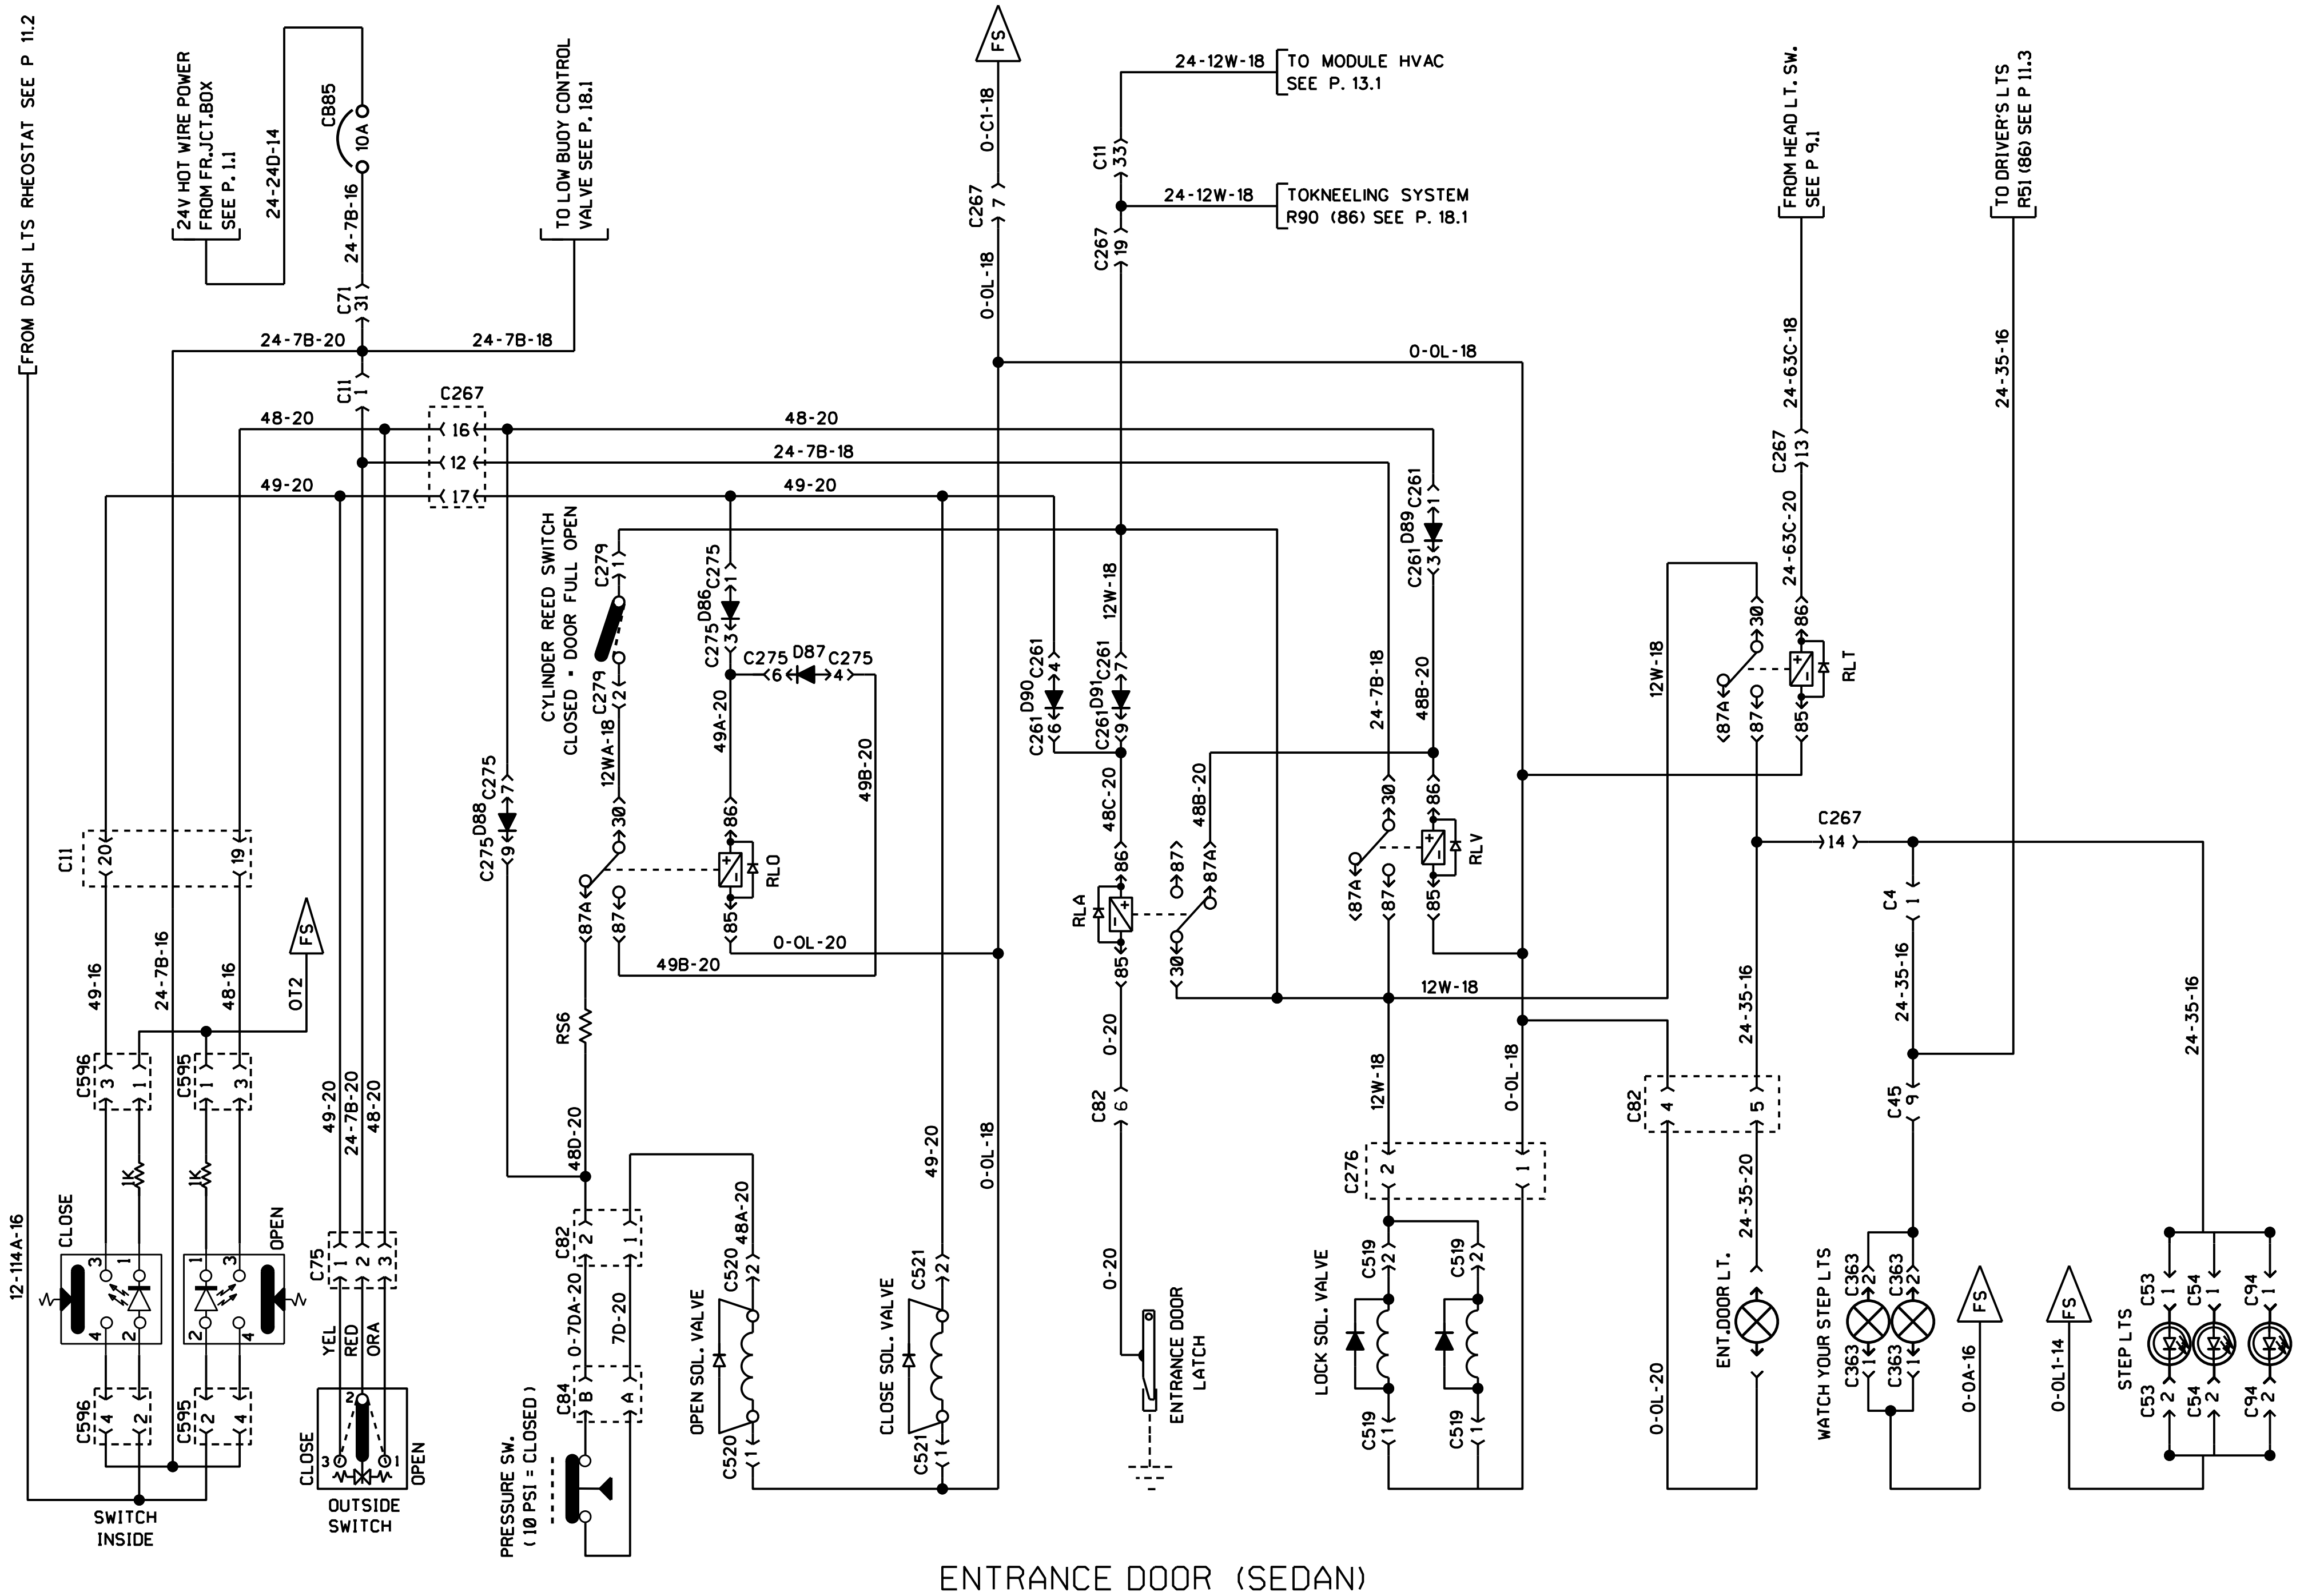 FROM DASH LTS RHEOSTAT SEE P 11.2
12-114A-16
24V HOT WIRE POWER
FROM FR.JCT.BOX
SEE P. 1.1
24-24D-14
CB85
10A
24-7B-16
C71
31
24-7B-20
24-7B-18
TO LOW BUOY CONTROL
VALVE SEE P. 18.1
C11
1
FS
0-C1-18
C267
7
0-0L-18
24-12W-18
TO MODULE HVAC
SEE P. 13.1
C11
33
24-12W-18
TOKNEELING SYSTEM
R90 (86) SEE P. 18.1
C267
19
0-0L-18
FROM HEAD LT. SW.
SEE P 9.1
24-63C-18
C267
13
24-63C-20
TO DRIVER'S LTS
R51 (86) SEE P 11.3
24-35-16
C267
48-20
16
48-20
12
24-7B-18
49-20
17
49-20
CYLINDER REED SWITCH
CLOSED = DOOR FULL OPEN
C279
1
C279
2
12WA-18
C275
1
D86
C275
3
C275
6
D87
C275
4
49A-20
49B-20
C275
7
D88
C275
9
30
87A
87
86
85
RLO
0-0L-20
49B-20
RS6
48D-20
12W-18
C261
4
D90
C261
6
C261
7
D91
C261
9
48C-20
48B-20
86
85
RLA
87
87A
30
0-20
C82
6
0-20
ENTRANCE DOOR
LATCH
C261
1
D89
C261
3
24-7B-18
48B-20
30
87A
87
86
85
RLV
12W-18
12W-18
0-0L-18
C276
2
1
LOCK SOL. VALVE
C519
2
C519
1
C519
2
C519
1
12W-18
30
87A
87
86
85
RLT
C267
14
C4
1
24-35-16
24-35-16
24-35-16
C82
4
5
24-35-20
0-0L-20
ENT.DOOR LT.
C45
9
WATCH YOUR STEP LTS
C363
2
C363
1
C363
2
C363
1
FS
0-0A-16
FS
0-0L1-14
STEP LTS
C53
1
C53
2
C54
1
C54
2
C94
1
C94
2
C11
20
19
49-16
24-7B-16
48-16
FS
0T2
C596
3
1
C595
1
3
1K
1K
CLOSE
3
1
4
2
OPEN
1
3
2
4
C596
4
2
C595
2
4
SWITCH
INSIDE
49-20
24-7B-20
48-20
C75
1
2
3
YEL
RED
ORA
CLOSE
3
2
1
OPEN
OUTSIDE
SWITCH
C82
2
1
0-7DA-20
7D-20
C84
B
A
PRESSURE SW.
( 10 PSI = CLOSED )
48A-20
C520
2
C520
1
OPEN SOL. VALVE
49-20
C521
2
C521
1
CLOSE SOL. VALVE
0-0L-18
ENTRANCE DOOR (SEDAN)